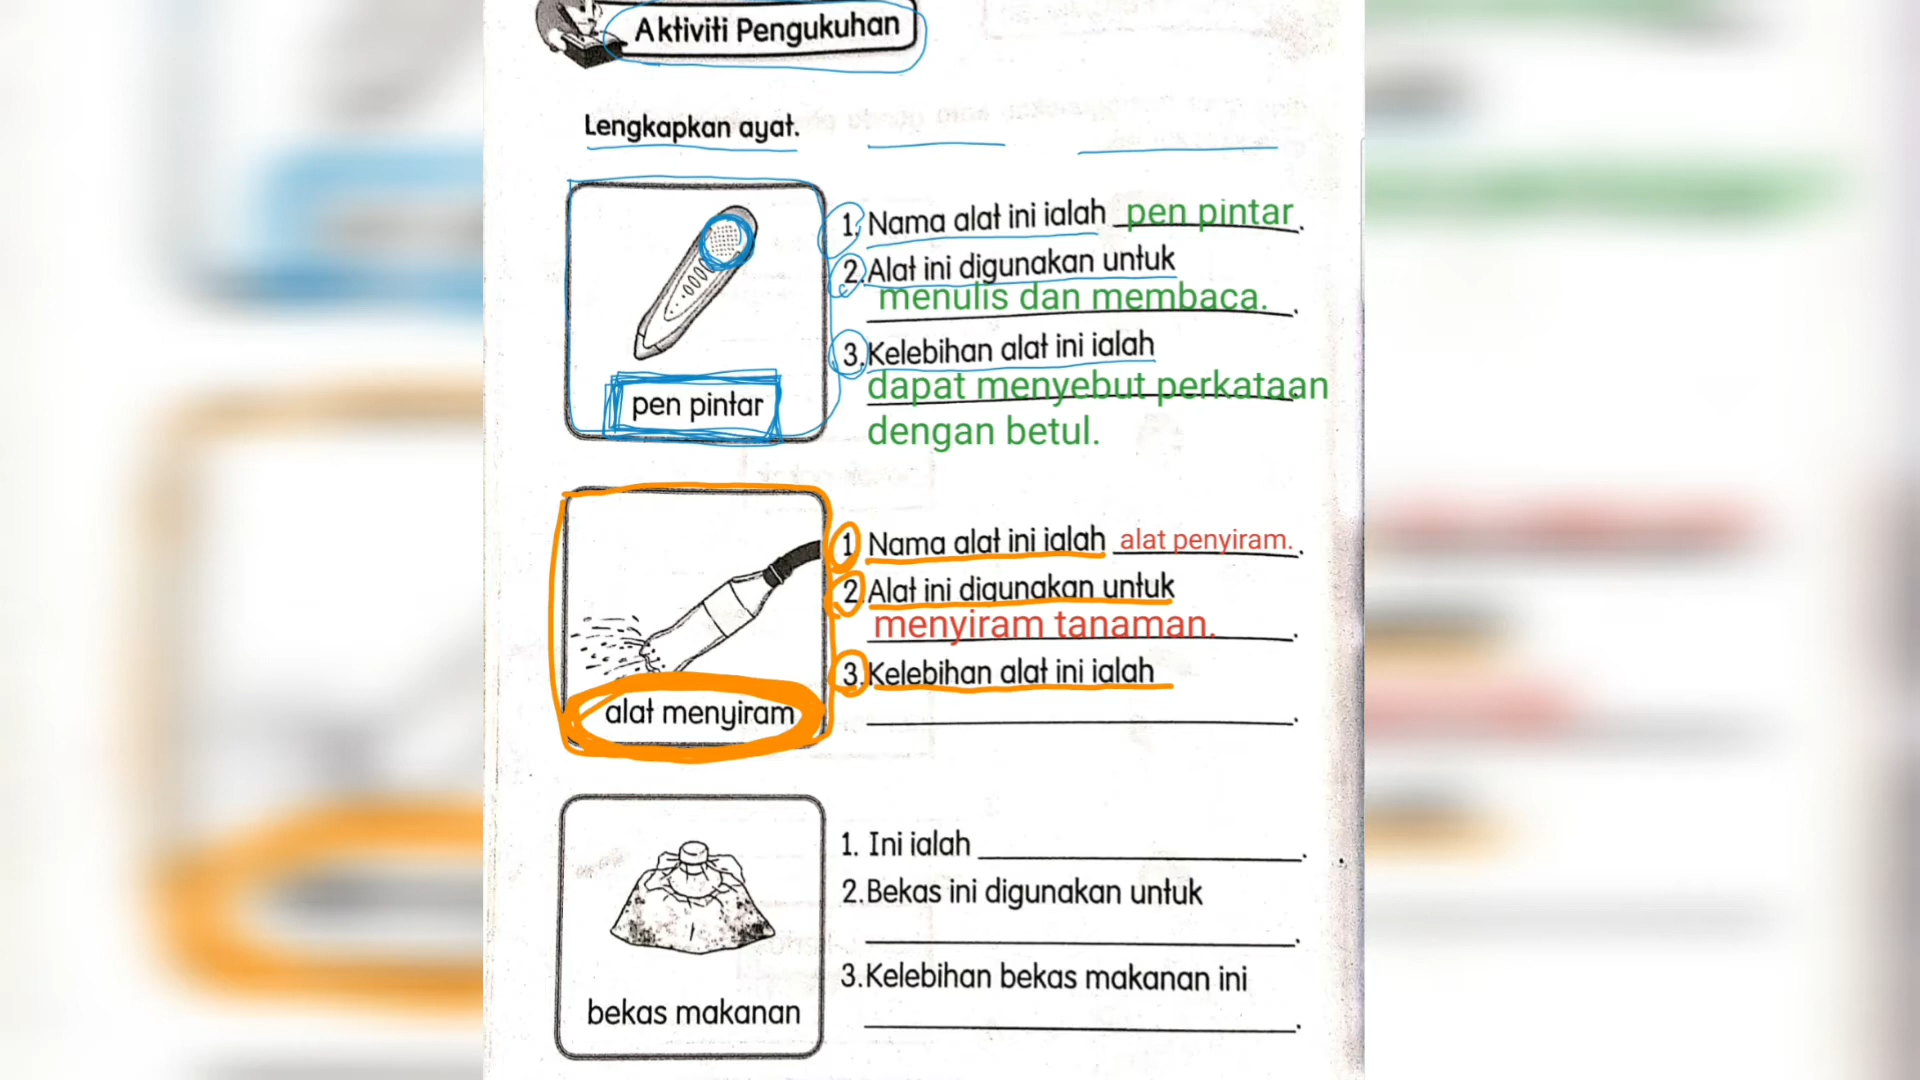 Aktiviti Pengukuhan
Lengkapkan ayat.
pen pintar
1. Nama alat ini ialah pen pintar.
2. Alat ini digunakan untuk
menulis dan membaca.
3. Kelebihan alat ini ialah
dapat menyebut perkataan
dengan betul.
alat menyiram
1 Nama alat ini ialah alat penyiram..
2. Alat ini digunakan untuk
menyiram tanaman. .
3. Kelebihan alat ini ialah
.
bekas makanan
1. Ini ialah .
2. Bekas ini digunakan untuk
.
3. Kelebihan bekas makanan ini
.